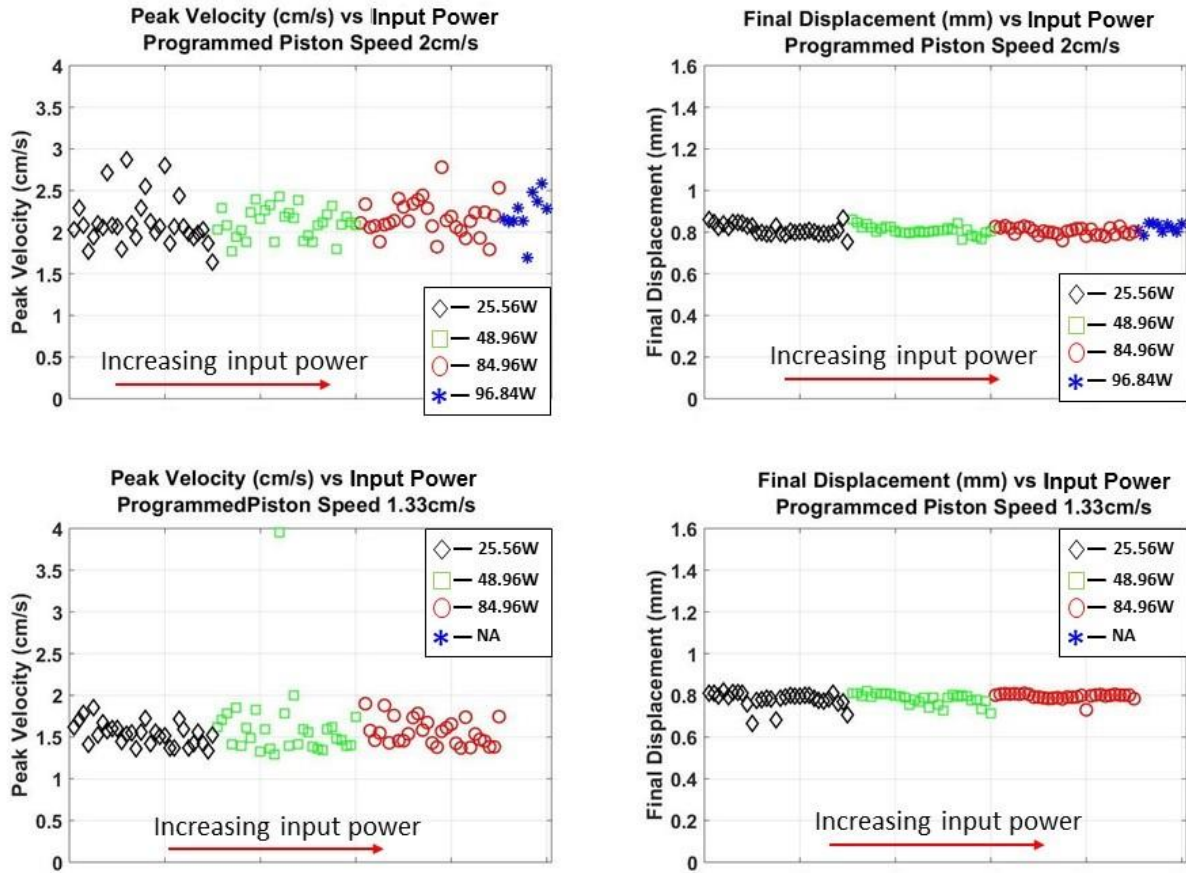 Peak Velocity (cm/s) vs Input Power
Programmed Piston Speed 2cm/s
4
3.5
3
2.5
2
1.5
1
0.5
0
Peak Velocity (cm/s)
Increasing input power
25.56W
48.96W
84.96W
96.84W
Final Displacement (mm) vs Input Power
Programmed Piston Speed 2cm/s
1.6
1.4
1.2
1
0.8
0.6
0.4
0.2
0
Final Displacement (mm)
Increasing input power
25.56W
48.96W
84.96W
96.84W
Peak Velocity (cm/s) vs Input Power
ProgrammedPiston Speed 1.33cm/s
4
3.5
3
2.5
2
1.5
1
0.5
0
Peak Velocity (cm/s)
Increasing input power
25.56W
48.96W
84.96W
NA
Final Displacement (mm) vs Input Power
Programmced Piston Speed 1.33cm/s
1.6
1.4
1.2
1
0.8
0.6
0.4
0.2
0
Final Displacement (mm)
Increasing input power
25.56W
48.96W
84.96W
NA